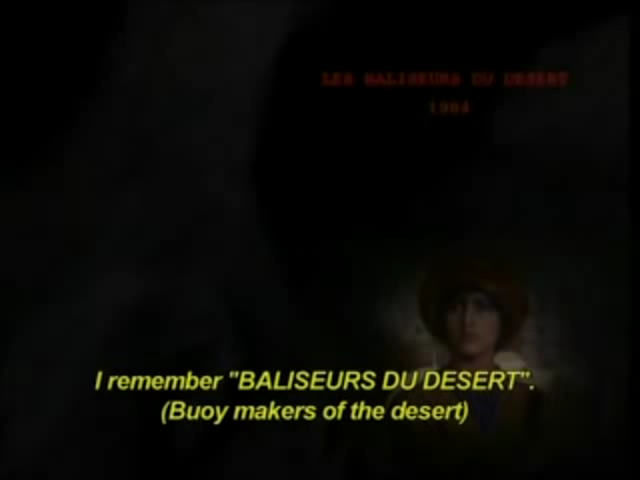 LES BALISEURS DU DESERT
1984
I remember "BALISEURS DU DESERT".
(Buoy makers of the desert)